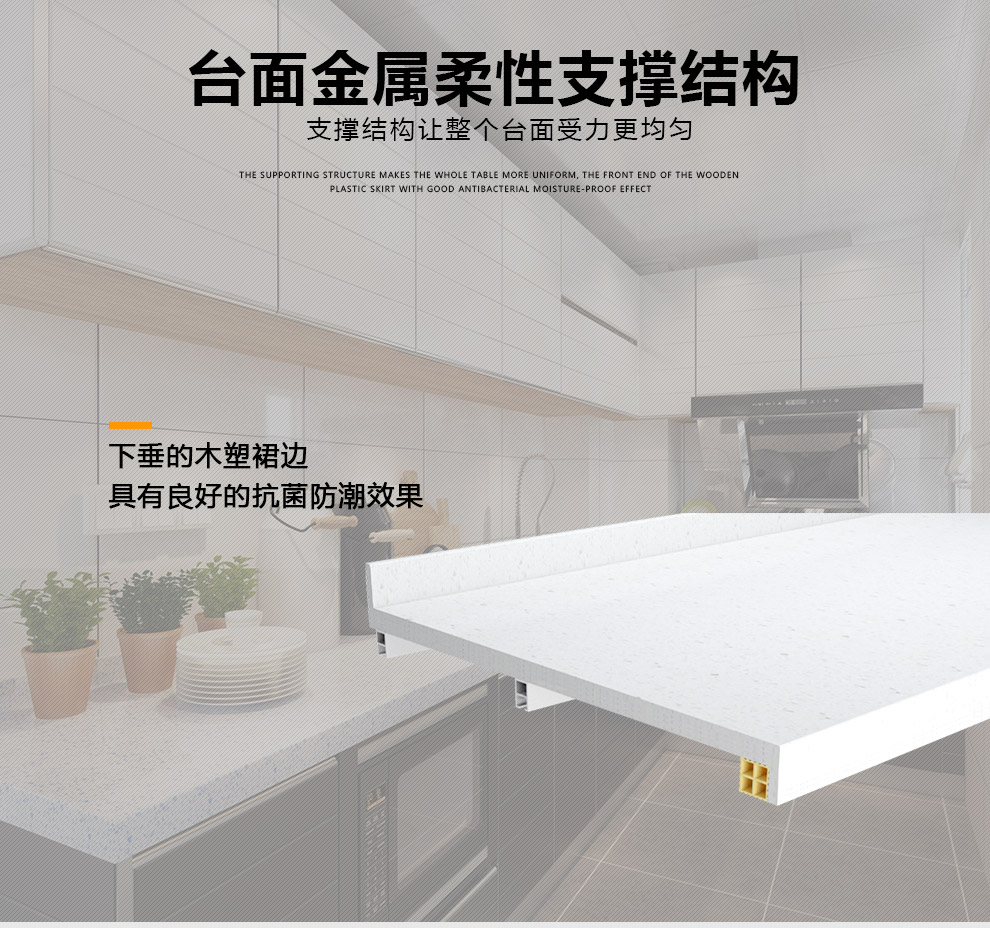 台面金属柔性支撑结构
支撑结构让整个台面受力更均匀
THE SUPPORTING STRUCTURE MAKES THE WHOLE TABLE MORE UNIFORM, THE FRONT END OF THE WOODEN
PLASTIC SKIRT WITH GOOD ANTIBACTERIAL MOISTURE-PROOF EFFECT
下垂的木塑裙边
具有良好的抗菌防潮效果